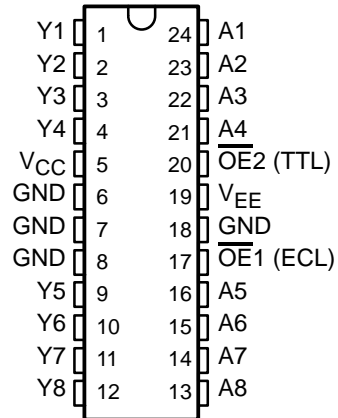 Y1 1 24 A1
Y2 2 23 A2
Y3 3 22 A3
Y4 4 21 A4
VCC 5 20 O̅E̅2 (TTL)
GND 6 19 VEE
GND 7 18 GND
GND 8 17 O̅E̅1 (ECL)
Y5 9 16 A5
Y6 10 15 A6
Y7 11 14 A7
Y8 12 13 A8